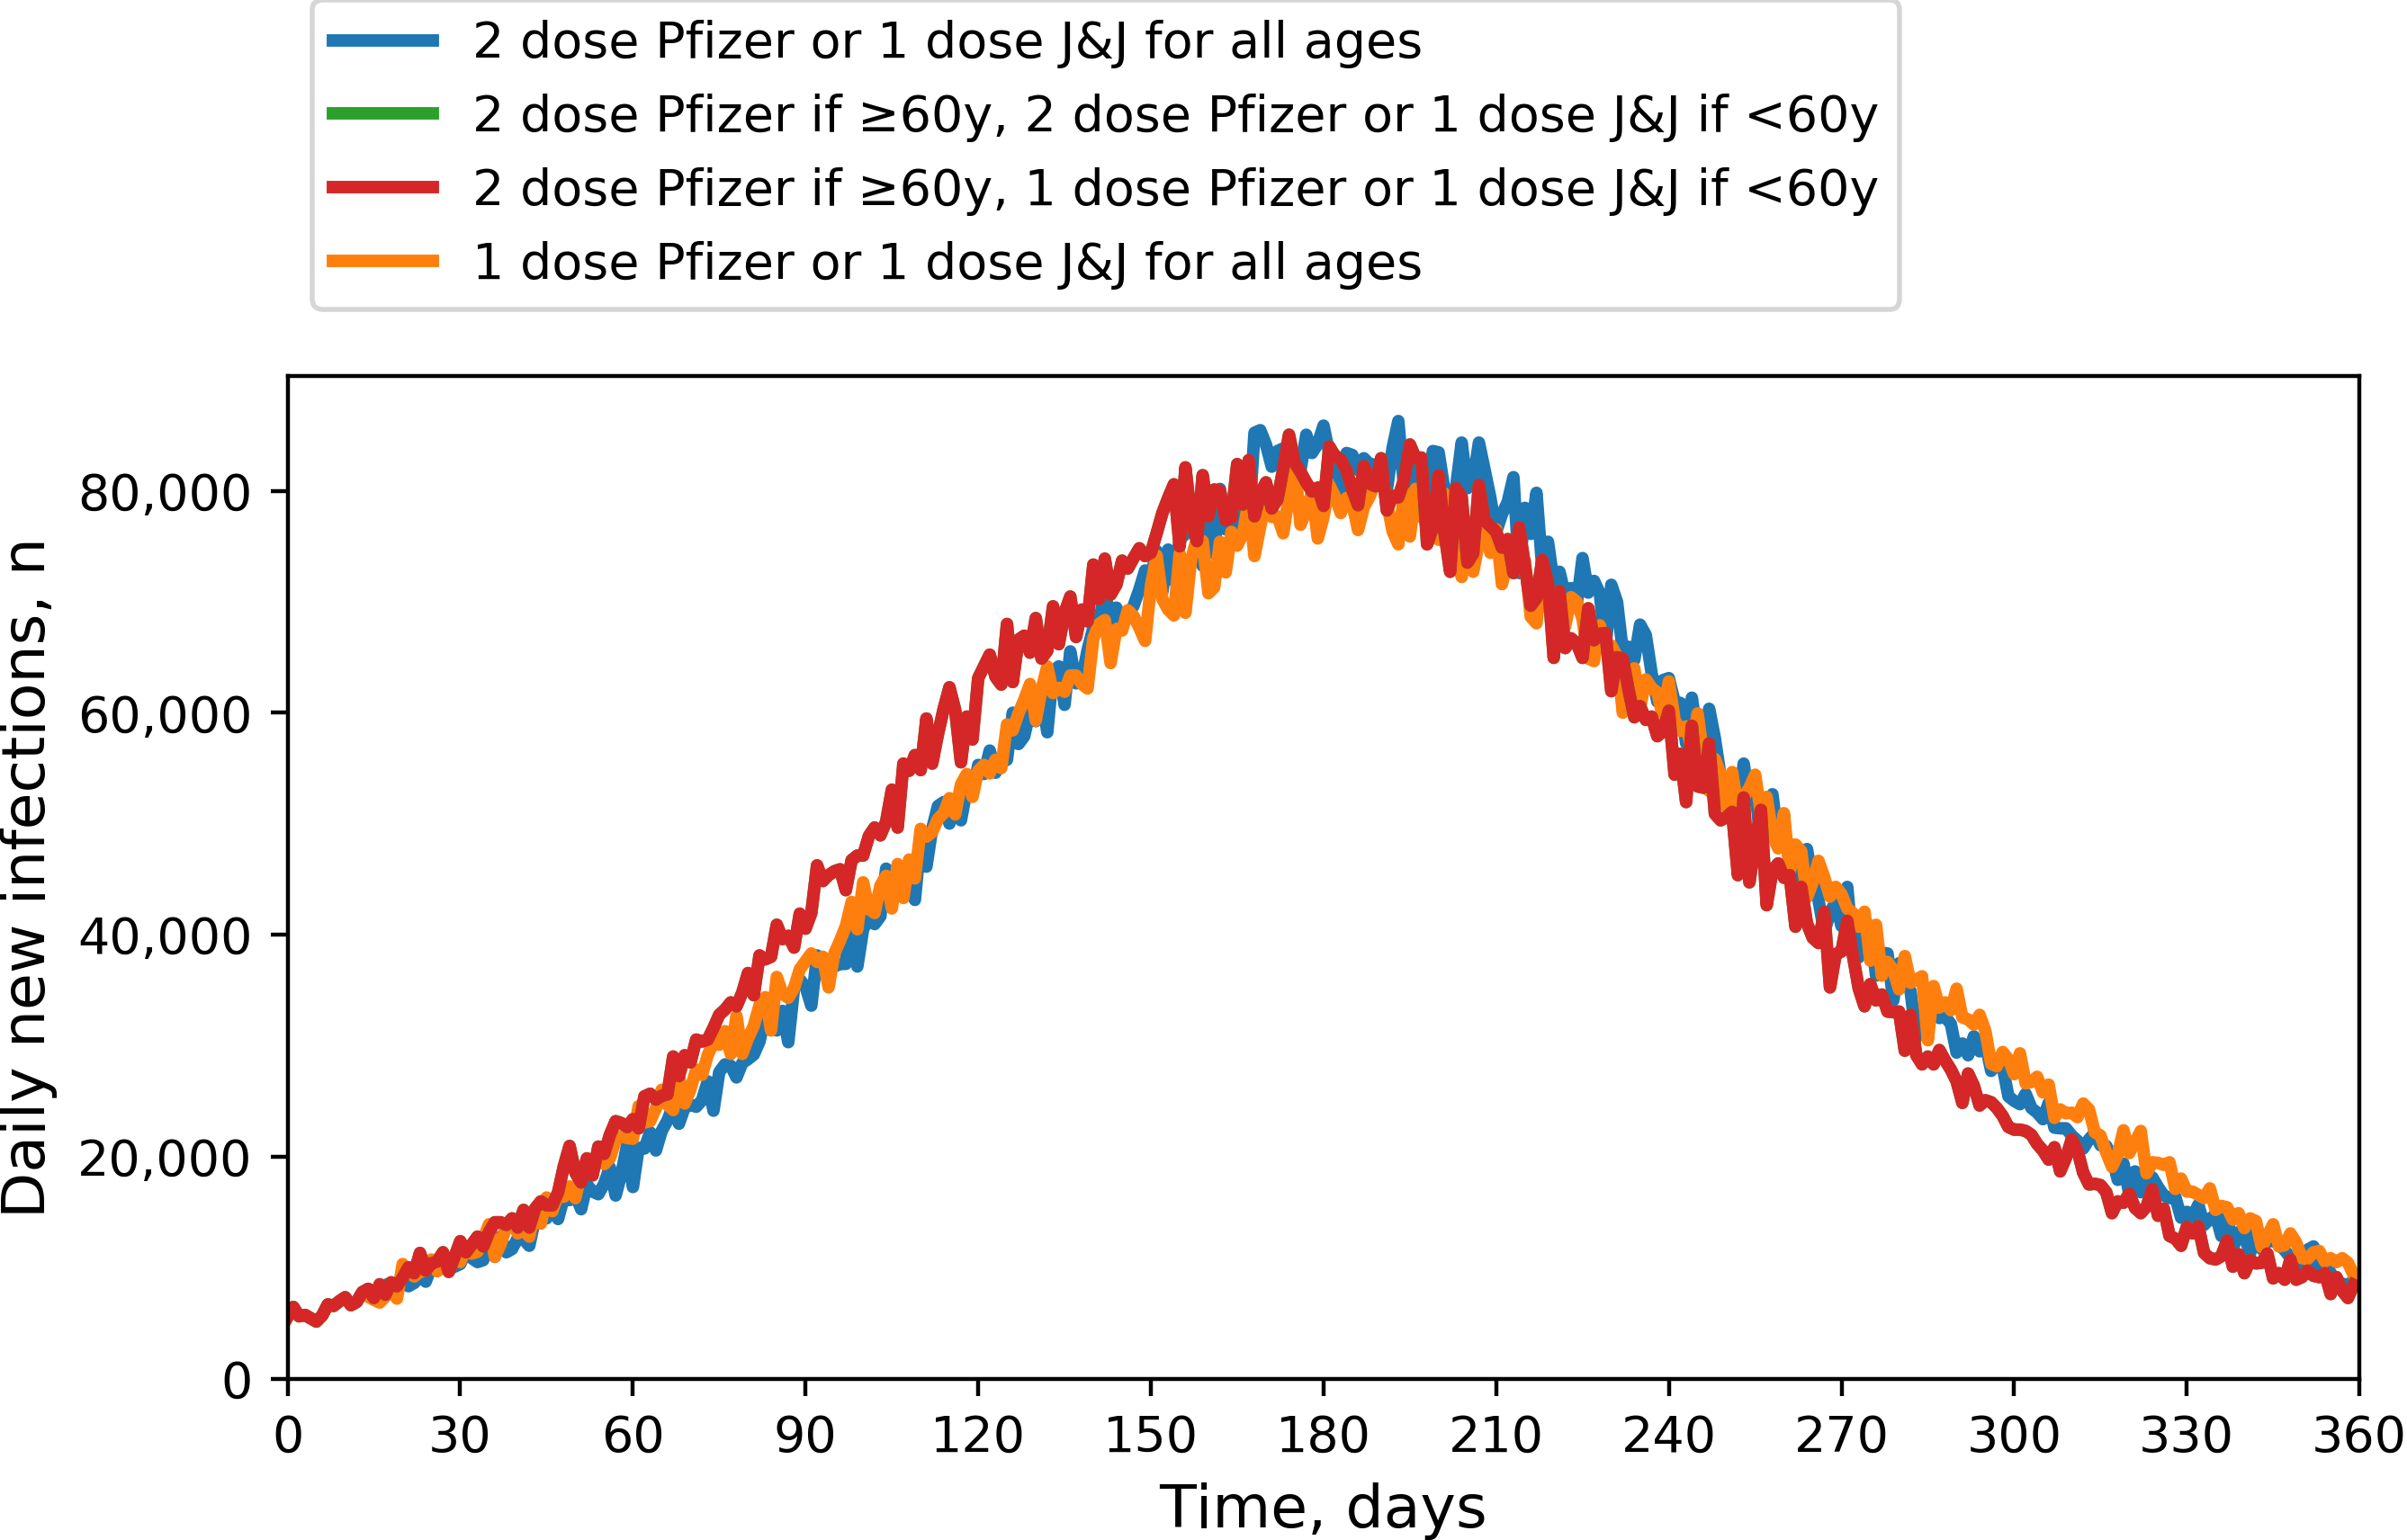 2 dose Pfizer or 1 dose J&J for all ages
2 dose Pfizer if ≥60y, 2 dose Pfizer or 1 dose J&J if <60y
2 dose Pfizer if ≥60y, 1 dose Pfizer or 1 dose J&J if <60y
1 dose Pfizer or 1 dose J&J for all ages
Daily new infections, n
80,000
60,000
40,000
20,000
0
0 30 60 90 120 150 180 210 240 270 300 330 360
Time, days